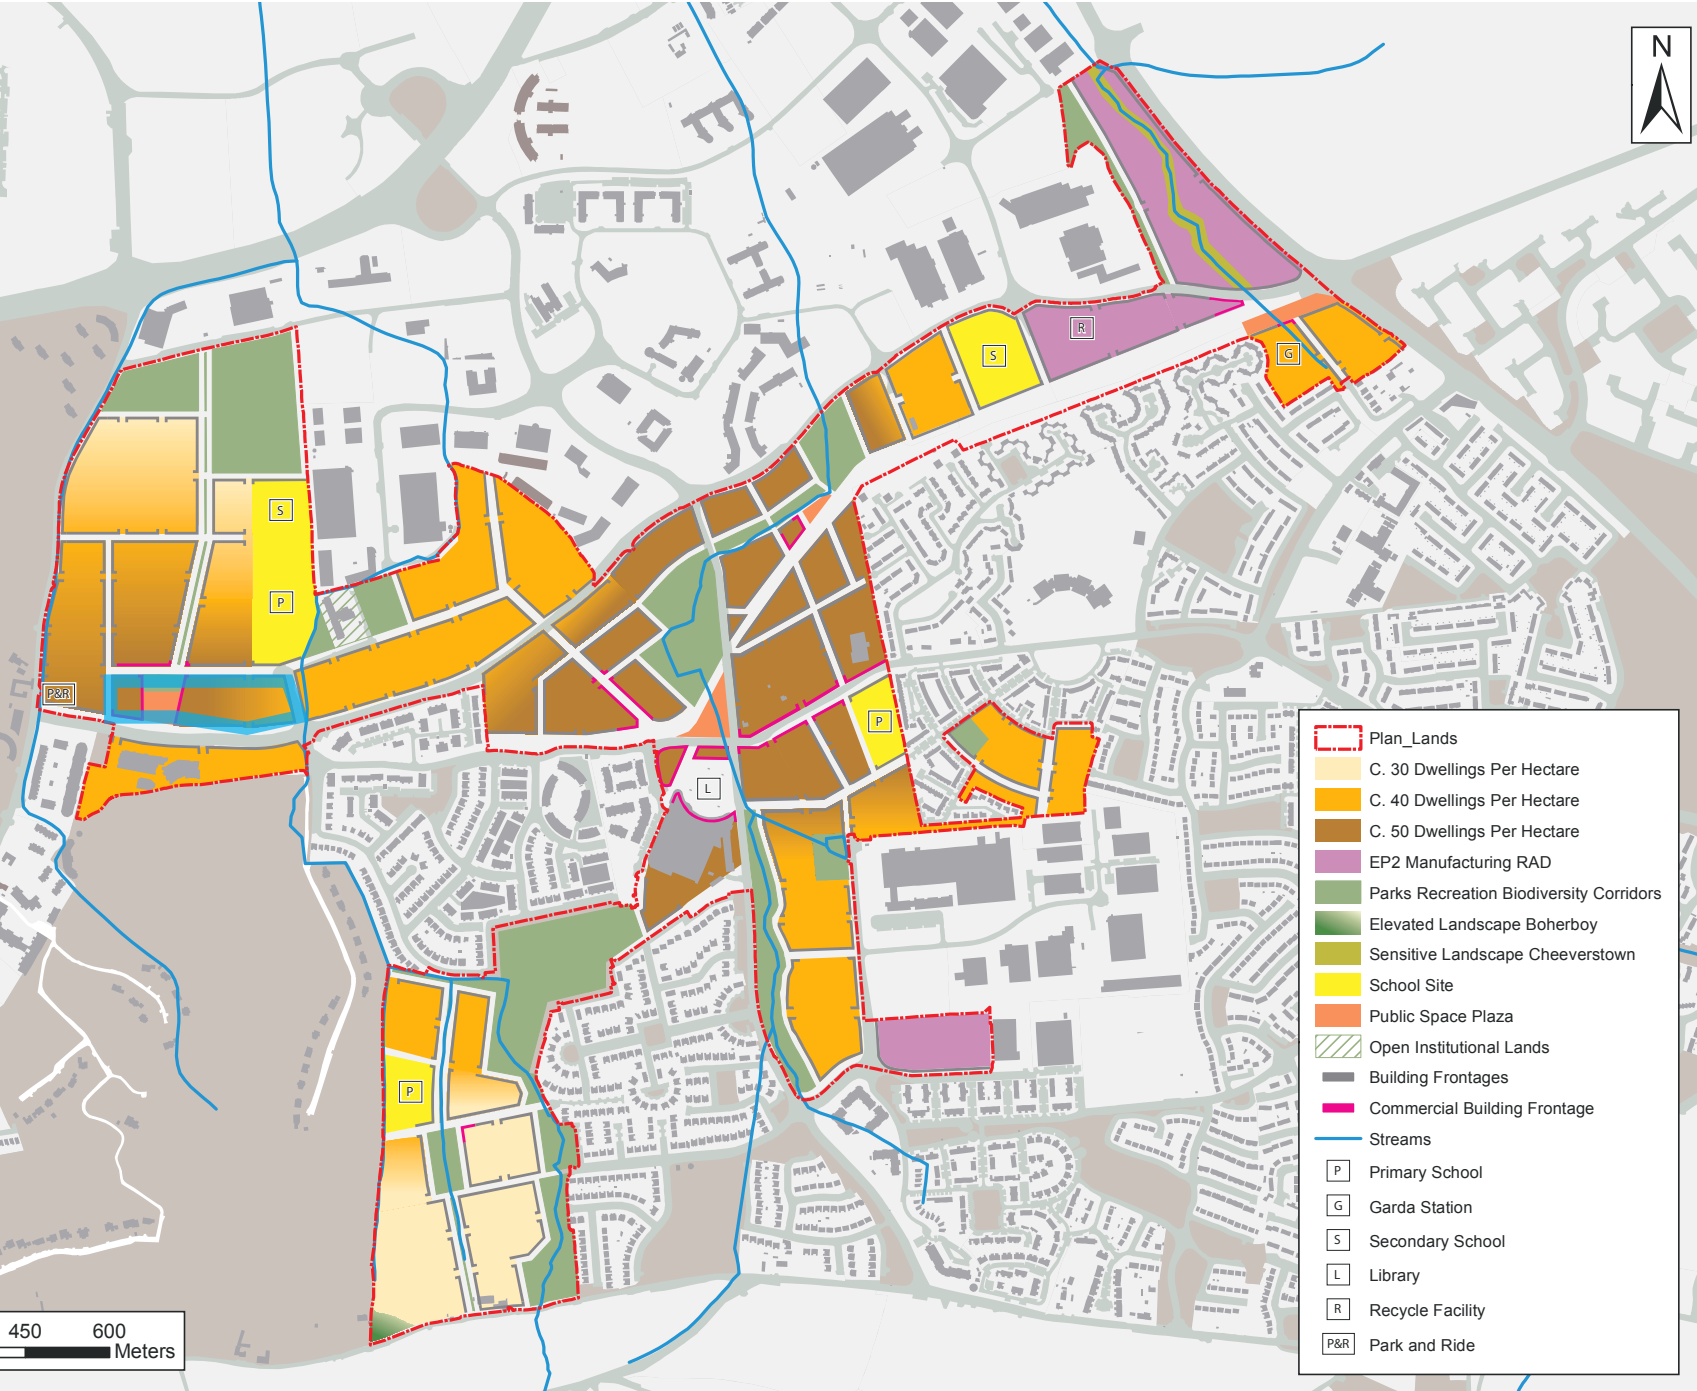 N
R
S
G
S
P
P&R
P
L
P
450 600
Meters
Plan_Lands
C. 30 Dwellings Per Hectare
C. 40 Dwellings Per Hectare
C. 50 Dwellings Per Hectare
EP2 Manufacturing RAD
Parks Recreation Biodiversity Corridors
Elevated Landscape Boherboy
Sensitive Landscape Cheeverstown
School Site
Public Space Plaza
Open Institutional Lands
Building Frontages
Commercial Building Frontage
Streams
P Primary School
G Garda Station
S Secondary School
L Library
R Recycle Facility
P&R Park and Ride